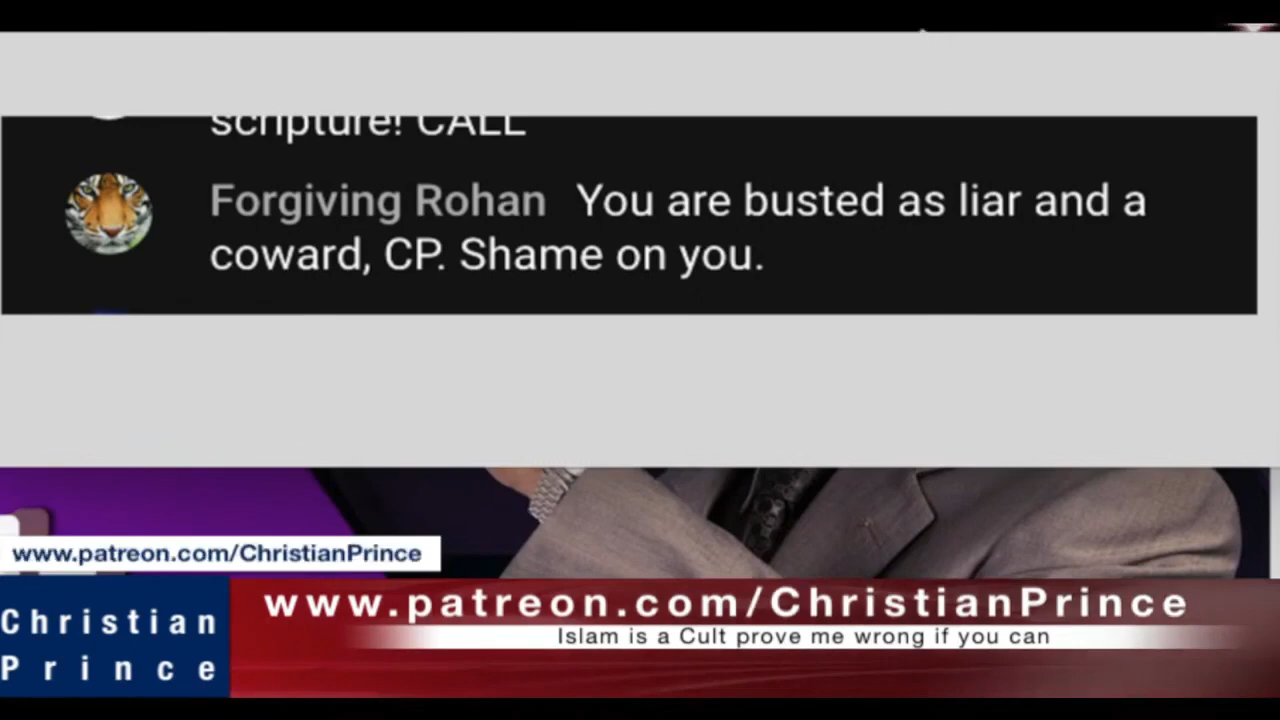 scripture! CALL
Forgiving Rohan You are busted as liar and a
coward, CP. Shame on you.
www.patreon.com/ChristianPrince
Christian
Prince
www.patreon.com/ChristianPrince
Islam is a Cult prove me wrong if you can